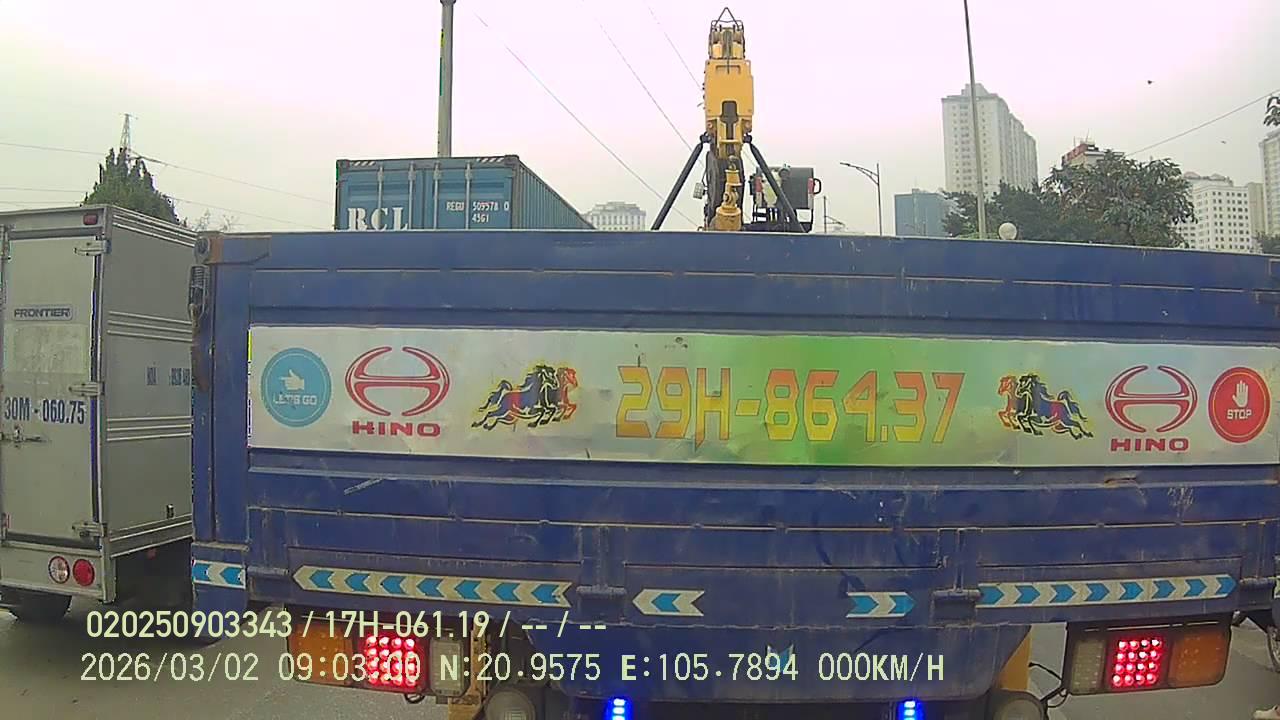 RCL
REGU 509578 0
45G1
FRONTIER
30M - 060.75
LET'S GO
HINO
29H-864.37
HINO
STOP
020250903343 / 17H-061.19 / -- / --
2026/03/02 09:03:00 N:20.9575 E:105.7894 000KM/H